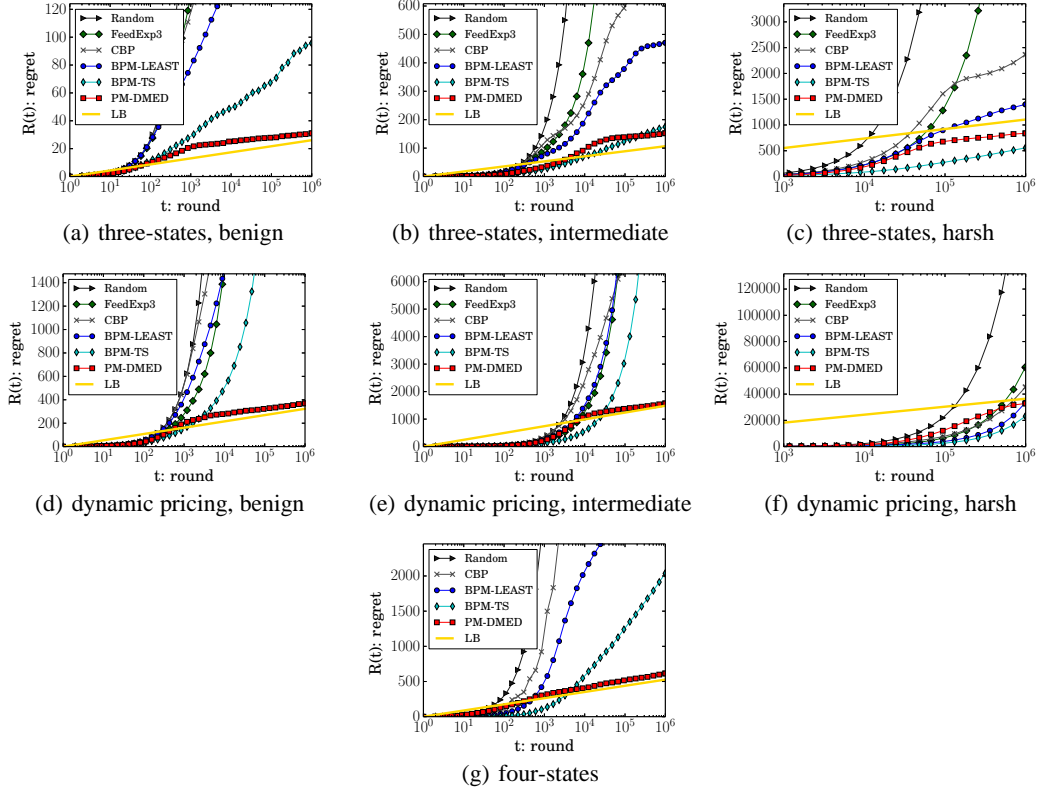 R(t): regret
120
100
80
60
40
20
0
Random
FeedExp3
CBP
BPM-LEAST
BPM-TS
PM-DMED
LB
10^0 10^1 10^2 10^3 10^4 10^5 10^6
t: round
(a) three-states, benign
R(t): regret
600
500
400
300
200
100
0
Random
FeedExp3
CBP
BPM-LEAST
BPM-TS
PM-DMED
LB
10^0 10^1 10^2 10^3 10^4 10^5 10^6
t: round
(b) three-states, intermediate
R(t): regret
3000
2500
2000
1500
1000
500
0
Random
FeedExp3
CBP
BPM-LEAST
BPM-TS
PM-DMED
LB
10^3 10^4 10^5 10^6
t: round
(c) three-states, harsh
R(t): regret
1400
1200
1000
800
600
400
200
0
Random
FeedExp3
CBP
BPM-LEAST
BPM-TS
PM-DMED
LB
10^0 10^1 10^2 10^3 10^4 10^5 10^6
t: round
(d) dynamic pricing, benign
R(t): regret
6000
5000
4000
3000
2000
1000
0
Random
FeedExp3
CBP
BPM-LEAST
BPM-TS
PM-DMED
LB
10^0 10^1 10^2 10^3 10^4 10^5 10^6
t: round
(e) dynamic pricing, intermediate
R(t): regret
120000
100000
80000
60000
40000
20000
0
Random
FeedExp3
CBP
BPM-LEAST
BPM-TS
PM-DMED
LB
10^3 10^4 10^5 10^6
t: round
(f) dynamic pricing, harsh
R(t): regret
2000
1500
1000
500
0
Random
CBP
BPM-LEAST
BPM-TS
PM-DMED
LB
10^0 10^1 10^2 10^3 10^4 10^5 10^6
t: round
(g) four-states